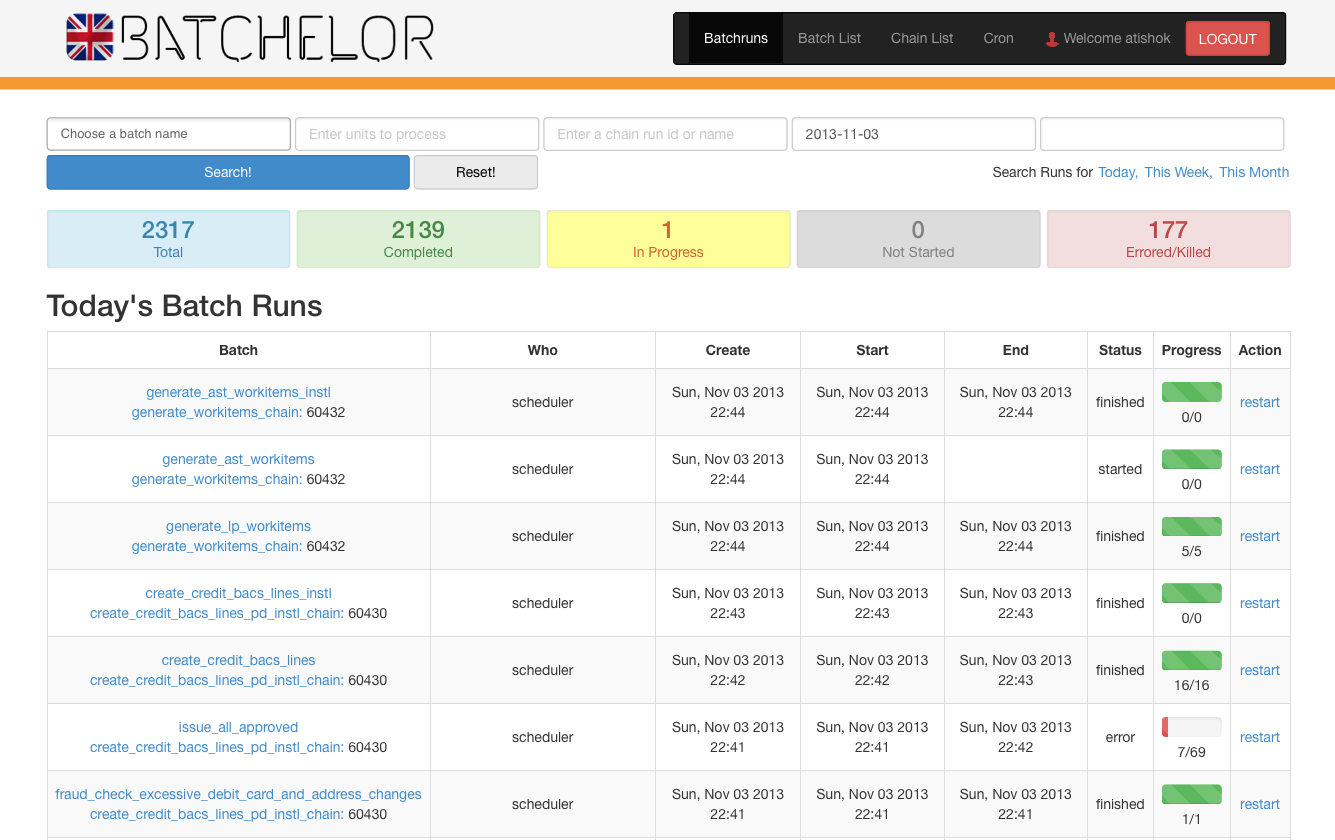 BATCHELOR
Batchruns Batch List Chain List Cron Welcome atishok LOGOUT
Choose a batch name Enter units to process Enter a chain run id or name 2013-11-03
Search! Reset! Search Runs for Today, This Week, This Month
2317 2139 1 0 177
Total Completed In Progress Not Started Errored/Killed
Today's Batch Runs
Batch Who Create Start End Status Progress Action
generate_ast_workitems_instl Sun, Nov 03 2013 Sun, Nov 03 2013 Sun, Nov 03 2013
scheduler finished restart
generate_workitems_chain: 60432 22:44 22:44 22:44 0/0
generate_ast_workitems Sun, Nov 03 2013 Sun, Nov 03 2013
scheduler started restart
generate_workitems_chain: 60432 22:44 22:44 0/0
generate_lp_workitems Sun, Nov 03 2013 Sun, Nov 03 2013 Sun, Nov 03 2013
scheduler finished restart
generate_workitems_chain: 60432 22:44 22:44 22:44 5/5
create_credit_bacs_lines_instl Sun, Nov 03 2013 Sun, Nov 03 2013 Sun, Nov 03 2013
scheduler finished restart
create_credit_bacs_lines_pd_instl_chain: 60430 22:43 22:43 22:43 0/0
create_credit_bacs_lines Sun, Nov 03 2013 Sun, Nov 03 2013 Sun, Nov 03 2013
scheduler finished restart
create_credit_bacs_lines_pd_instl_chain: 60430 22:42 22:42 22:43 16/16
issue_all_approved Sun, Nov 03 2013 Sun, Nov 03 2013 Sun, Nov 03 2013
scheduler error restart
create_credit_bacs_lines_pd_instl_chain: 60430 22:41 22:41 22:42 7/69
fraud_check_excessive_debit_card_and_address_changes Sun, Nov 03 2013 Sun, Nov 03 2013 Sun, Nov 03 2013
scheduler finished restart
create_credit_bacs_lines_pd_instl_chain: 60430 22:41 22:41 22:41 1/1